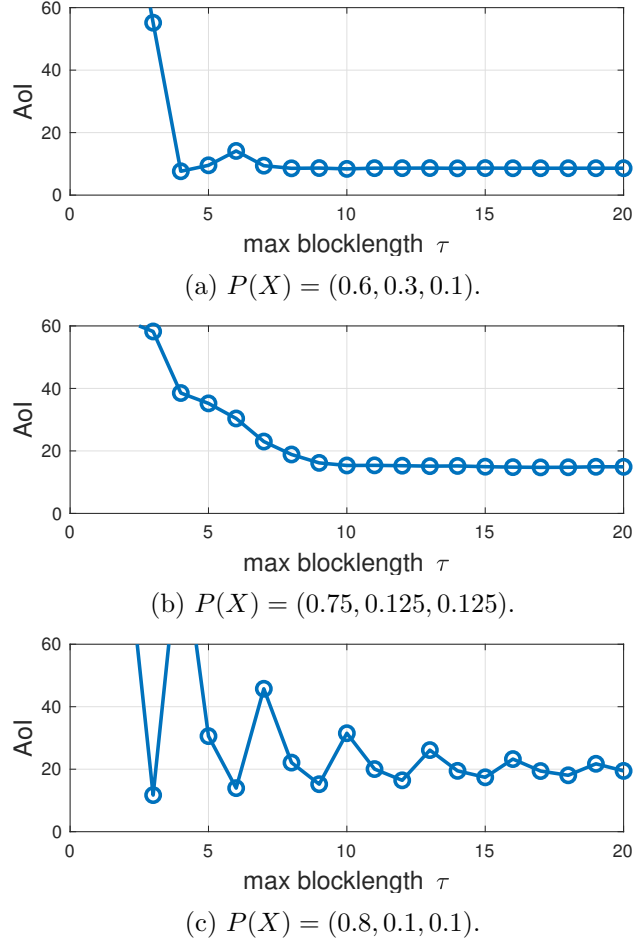 60
40
20
0
AoI
0 5 10 15 20
max blocklength τ
(a) P(X) = (0.6, 0.3, 0.1).
60
40
20
0
AoI
0 5 10 15 20
max blocklength τ
(b) P(X) = (0.75, 0.125, 0.125).
60
40
20
0
AoI
0 5 10 15 20
max blocklength τ
(c) P(X) = (0.8, 0.1, 0.1).